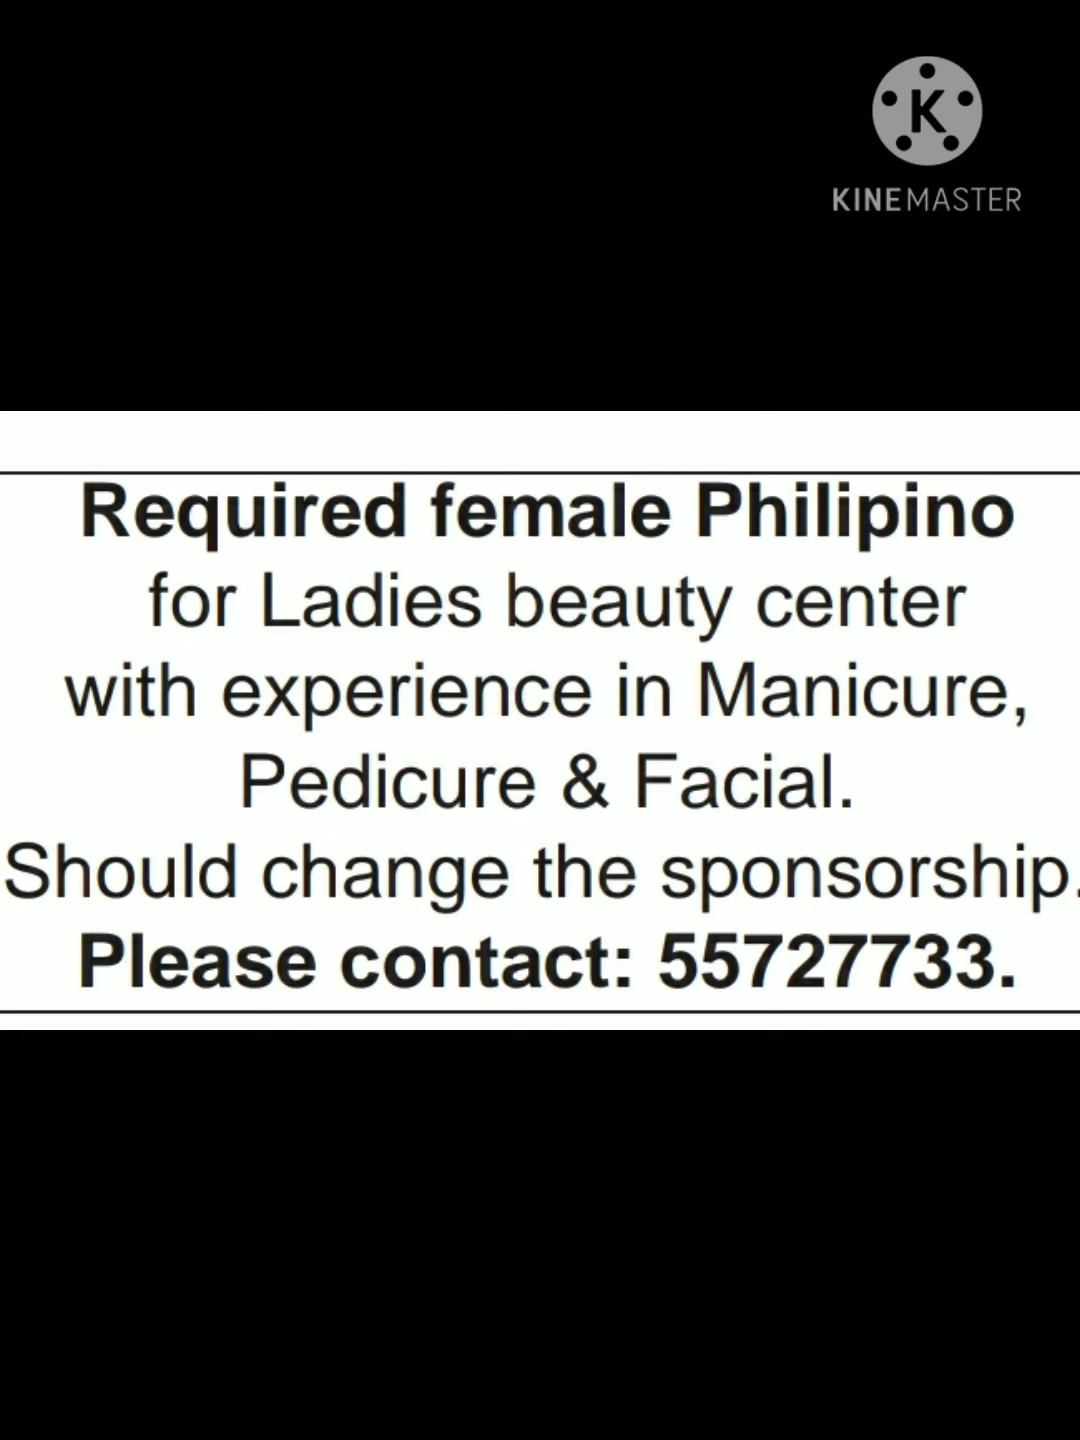 K
KINEMASTER
Required female Philipino
for Ladies beauty center
with experience in Manicure,
Pedicure & Facial.
Should change the sponsorship.
Please contact: 55727733.